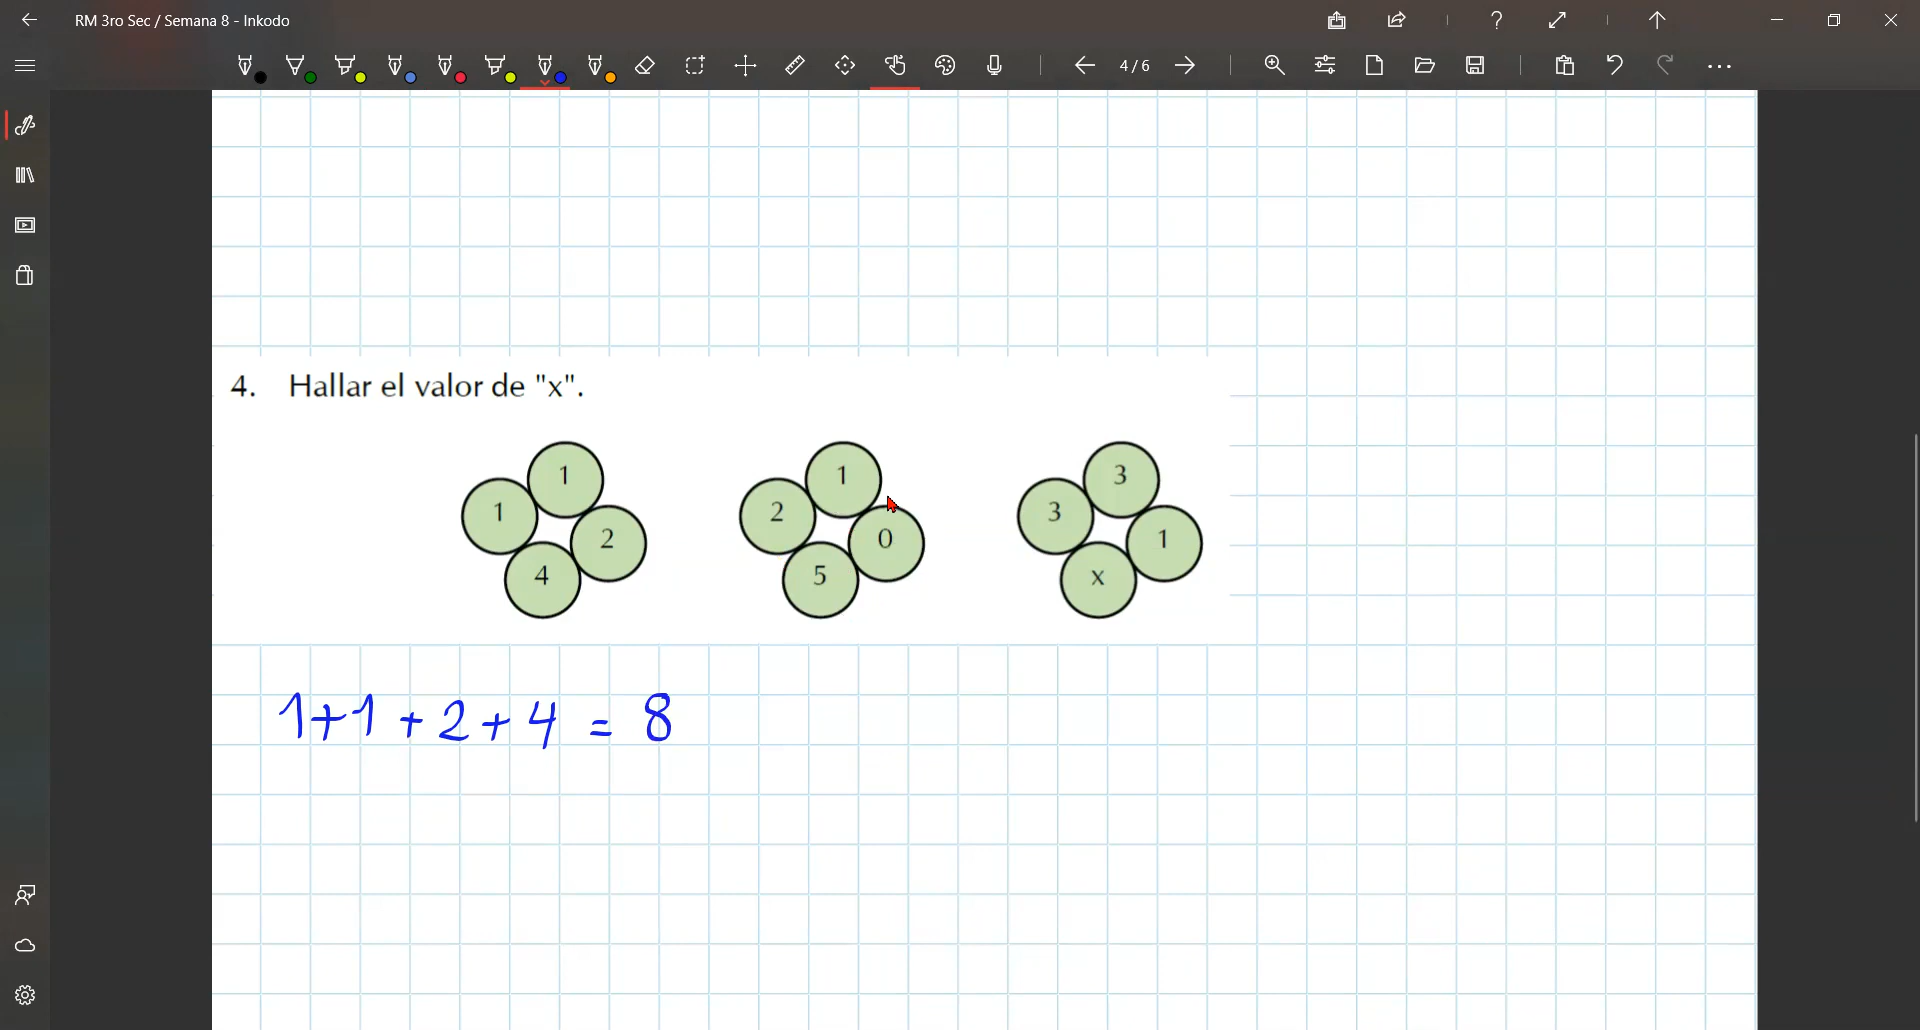 RM 3ro Sec / Semana 8 - Inkodo
4 / 6
4. Hallar el valor de "x".
1 1 2 4
2 1 0 5
3 3 1 x
1+1+2+4 = 8